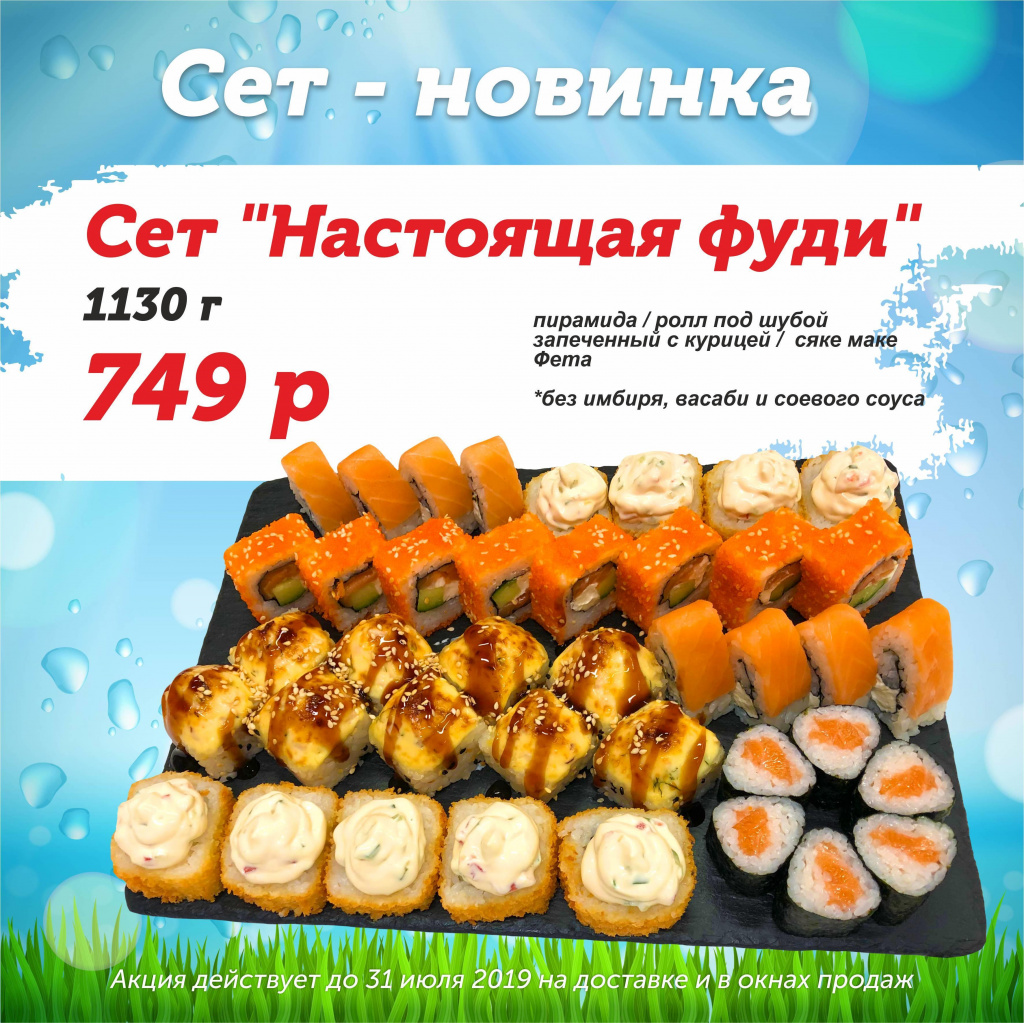 Сет - новинка
Сет "Настоящая фуди"
1130 г
749 р
пирамида / ролл под шубой
запеченный с курицей / сяке маке
Фета
*без имбиря, васаби и соевого соуса
Акция действует до 31 июля 2019 на доставке и в окнах продаж